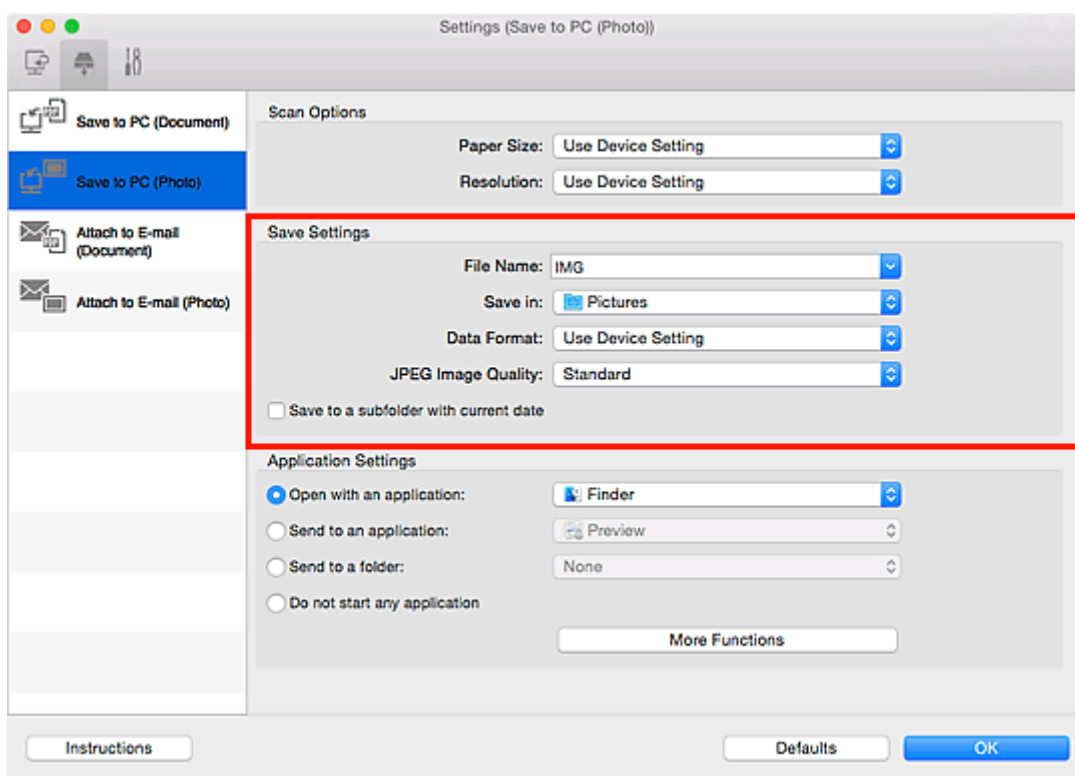 Settings (Save to PC (Photo))
Save to PC (Document)
Save to PC (Photo)
Attach to E-mail
(Document)
Attach to E-mail (Photo)
Scan Options
Paper Size: Use Device Setting
Resolution: Use Device Setting
Save Settings
File Name: IMG
Save in: Pictures
Data Format: Use Device Setting
JPEG Image Quality: Standard
Save to a subfolder with current date
Application Settings
Open with an application: Finder
Send to an application: Preview
Send to a folder: None
Do not start any application
More Functions
Instructions Defaults OK